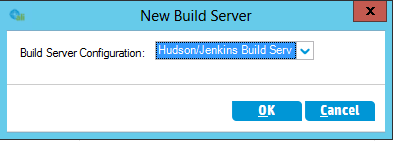 New Build Server
x
Build Server Configuration: Hudson/Jenkins Build Serv
OK Cancel